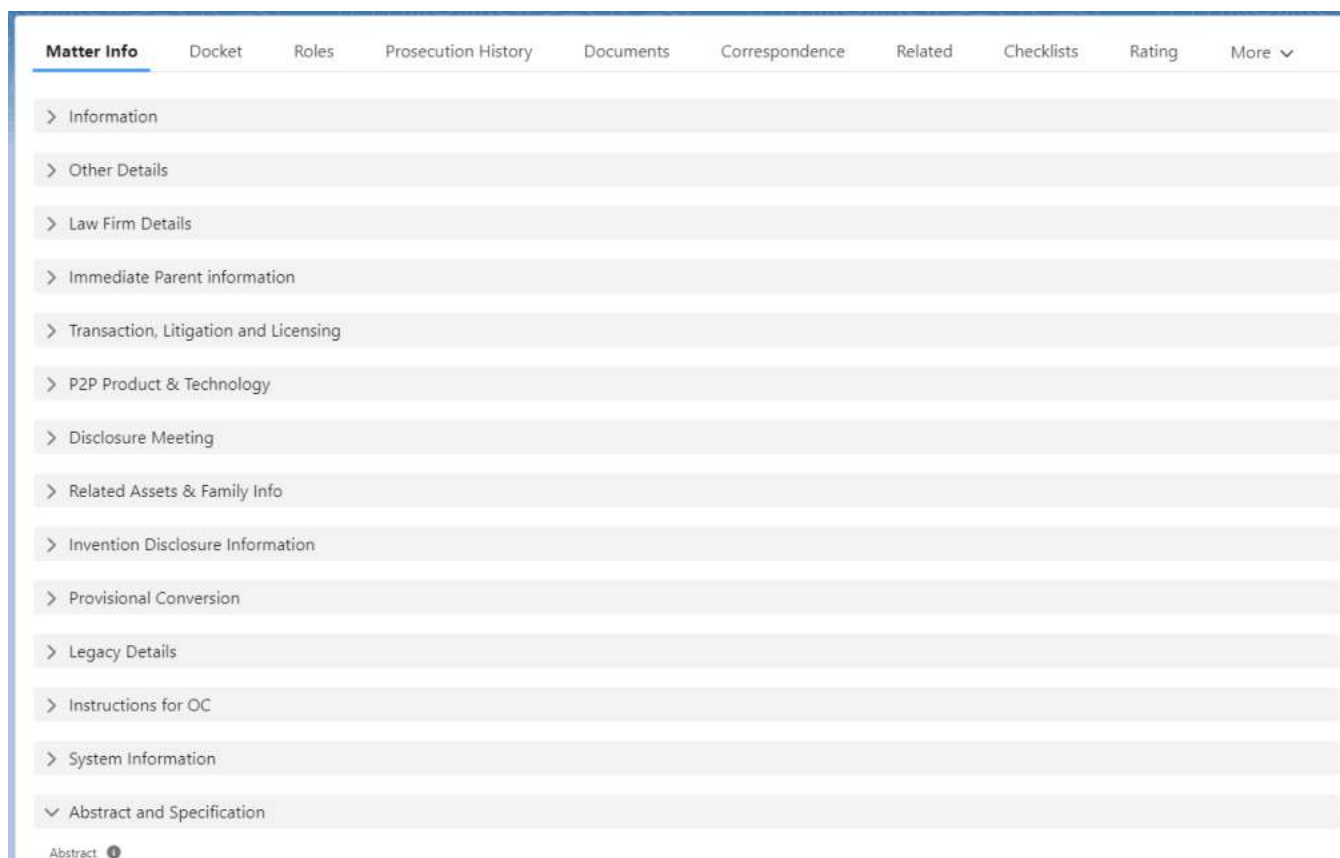 Matter Info Docket Roles Prosecution History Documents Correspondence Related Checklists Rating More
Information
Other Details
Law Firm Details
Immediate Parent information
Transaction, Litigation and Licensing
P2P Product & Technology
Disclosure Meeting
Related Assets & Family Info
Invention Disclosure Information
Provisional Conversion
Legacy Details
Instructions for OC
System Information
Abstract and Specification
Abstract